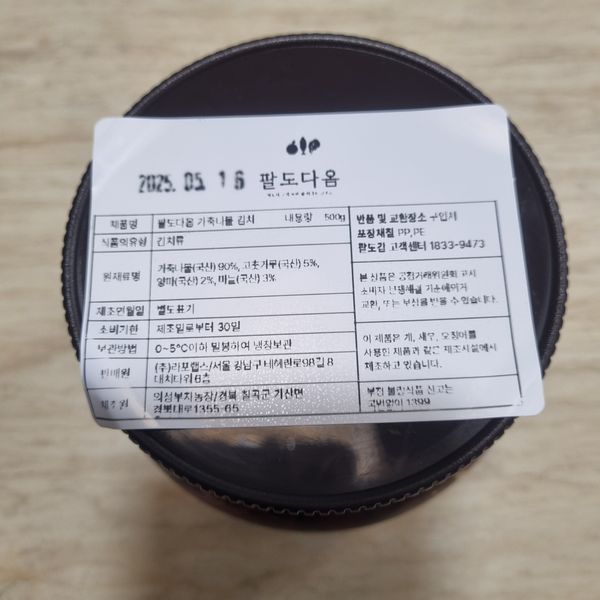 2025. 05. 16
팔도다옴
제품명 팔도다옴 가죽나물 김치 내용량 500g
식품의유형 김치류
원재료명 가죽나물(국산) 90%, 고춧가루(국산) 5%,
양파(국산) 2%, 마늘(국산) 3%
제조연월일 별도표기
소비기한 제조일로부터 30일
보관방법 0~5℃이하 밀봉하여 냉장보관
판매원 (주)라포랩스/서울 강남구 테헤란로98길 8
대치타워 6층
제조원 의성부지농장/경북 칠곡군 기산면
경북대로1355-65
반품 및 교환장소 구입처
포장재질 PP,PE
팔도감 고객센터 1833-9473
본 상품은 공정거래위원회 고시
소비자 분쟁해결 기준에의거
교환, 또는 보상을 받을 수 있습니다.
이 제품은 게, 새우, 오징어를
사용한 제품과 같은 제조시설에서
제조하고 있습니다.
부정 불량식품 신고는
국번없이 1399